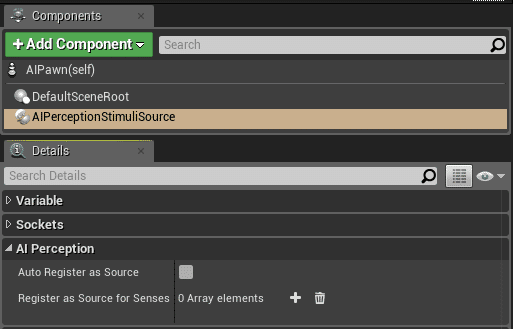 Components
+ Add Component
Search
AIPawn(self)
DefaultSceneRoot
AIPerceptionStimuliSource
Details
Search Details
Variable
Sockets
AI Perception
Auto Register as Source
Register as Source for Senses 0 Array elements